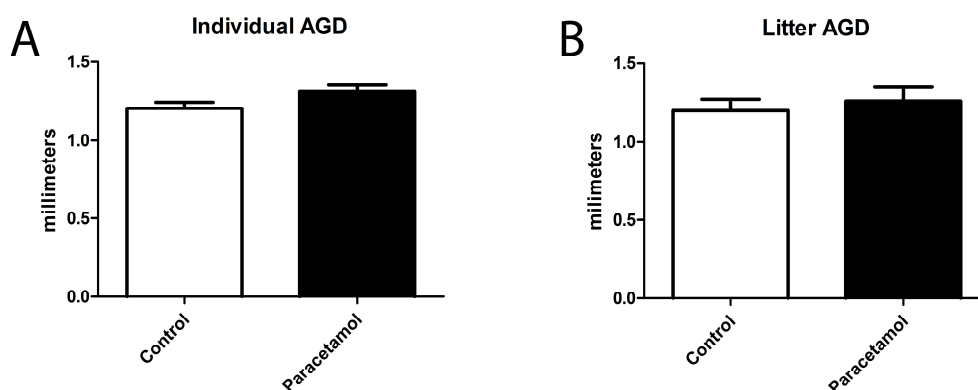 A
Individual AGD
millimeters
1.5
1.0
0.5
0.0
Control
Paracetamol
B
Litter AGD
milimeters
1.5
1.0
0.5
0.0
Control
Paracetamol